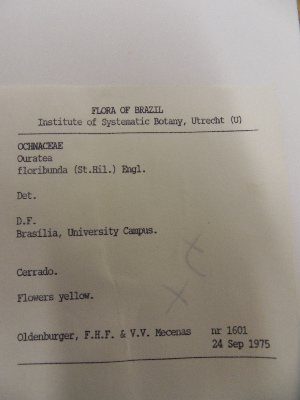 FLORA OF BRAZIL
Institute of Systematic Botany, Utrecht (U)
OCHNACEAE
Ouratea
floribunda (St.Hil.) Engl.
Det.
D.F.
Brasília, University Campus.
Cerrado.
Flowers yellow.
Oldenburger, F.H.F. & V.V. Mecenas nr 1601
24 Sep 1975